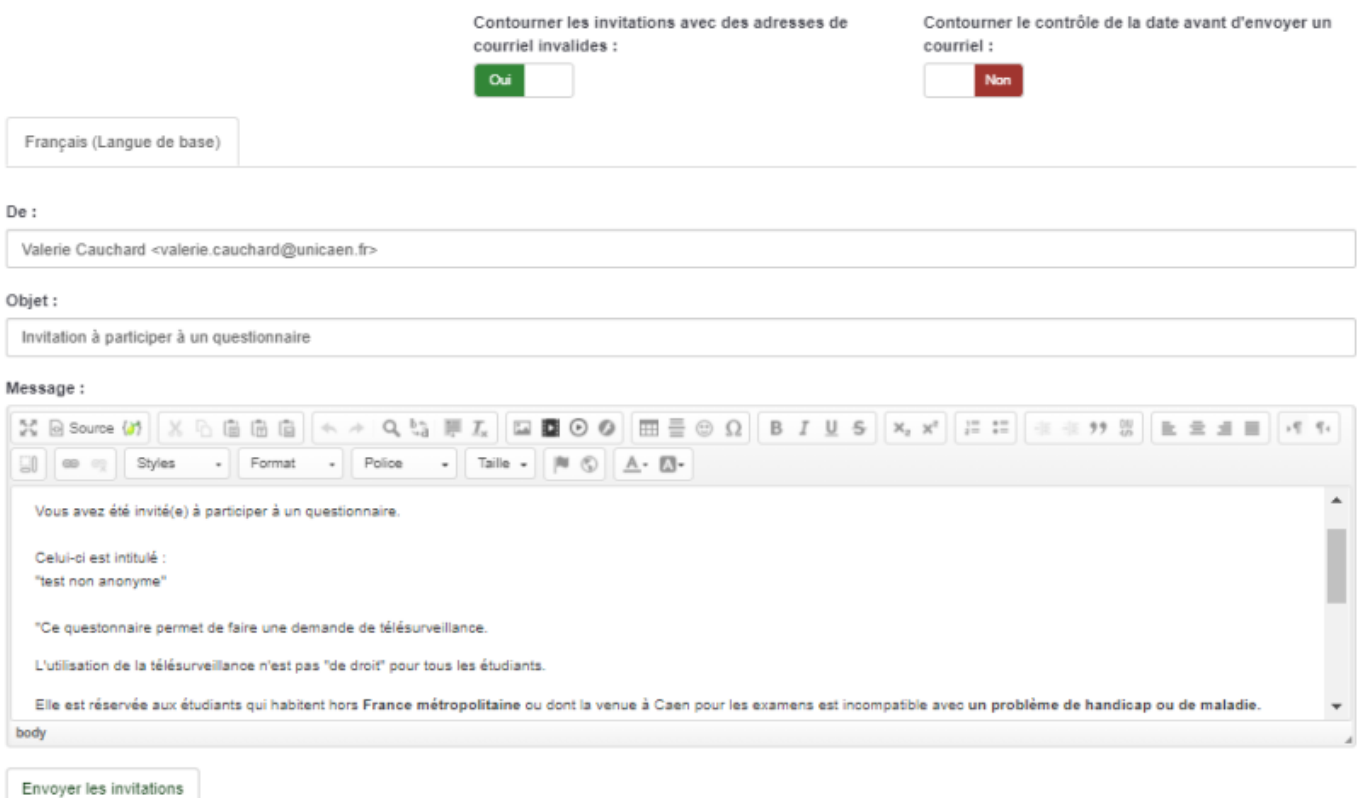 Contourner les invitations avec des adresses de
courriel invalides :
Oui
Contourner le contrôle de la date avant d'envoyer un
courriel :
Non
Français (Langue de base)
De :
Valerie Cauchard <valerie.cauchard@unicaen.fr>
Objet :
Invitation à participer à un questionnaire
Message :
Source
B I U S x₂ x²
Styles Format Police Taille A A
Vous avez été invité(e) à participer à un questionnaire.
Celui-ci est intitulé :
"test non anonyme"
"Ce questonnaire permet de faire une demande de télésurveillance.
L'utilisation de la télésurveillance n'est pas "de droit" pour tous les étudiants.
Elle est réservée aux étudiants qui habitent hors France métropolitaine ou dont la venue à Caen pour les examens est incompatible avec un problème de handicap ou de maladie.
body
Envoyer les invitations